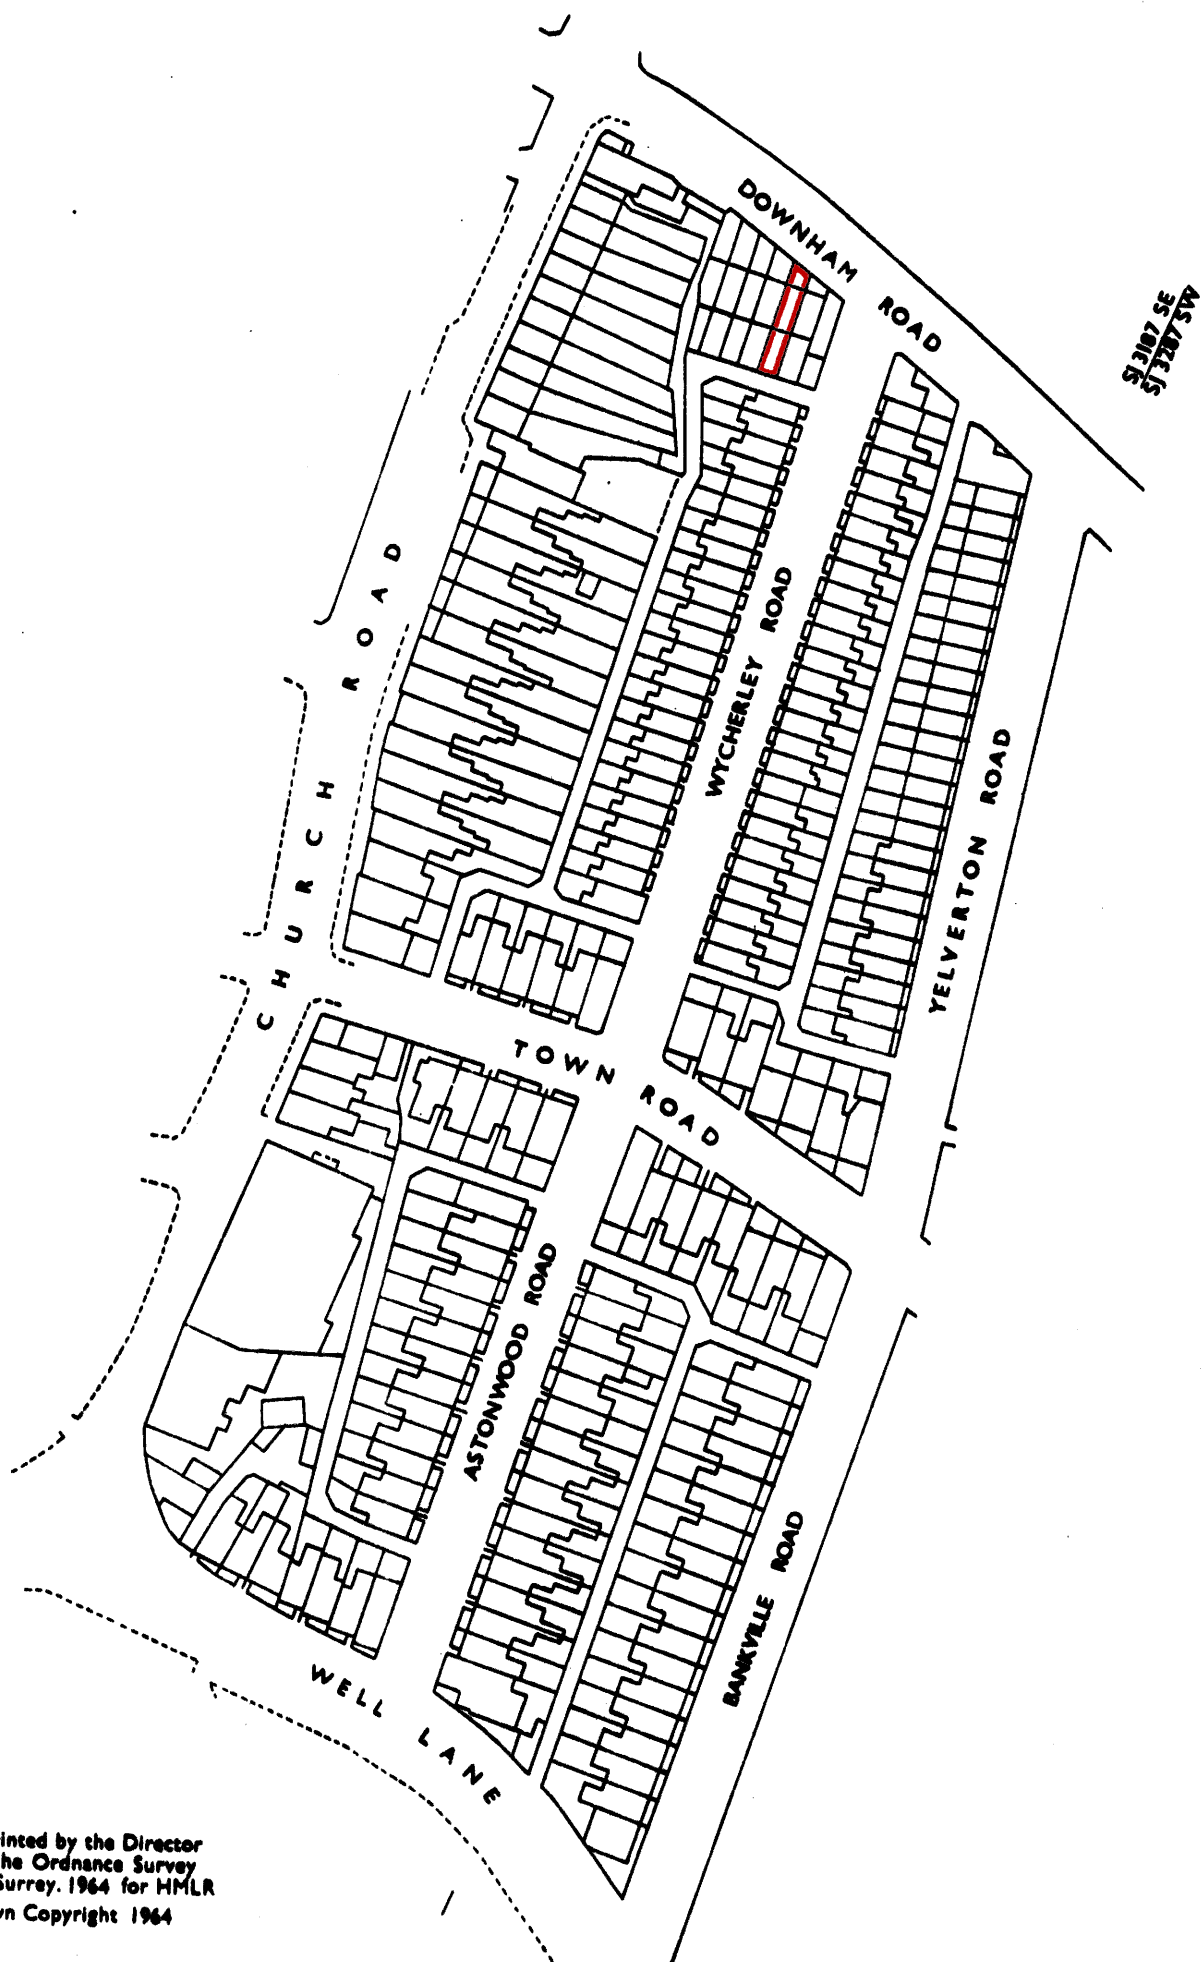 DOWNHAM ROAD
SJ 3187 SE
SJ 3287 SW
CHURCH ROAD
WYCHERLEY ROAD
YELVERTON ROAD
TOWN ROAD
ASTONWOOD ROAD
BANKVILLE ROAD
WELL LANE
inted by the Director
he Ordnance Survey
Surrey. 1964 for HMLR
n Copyright 1964